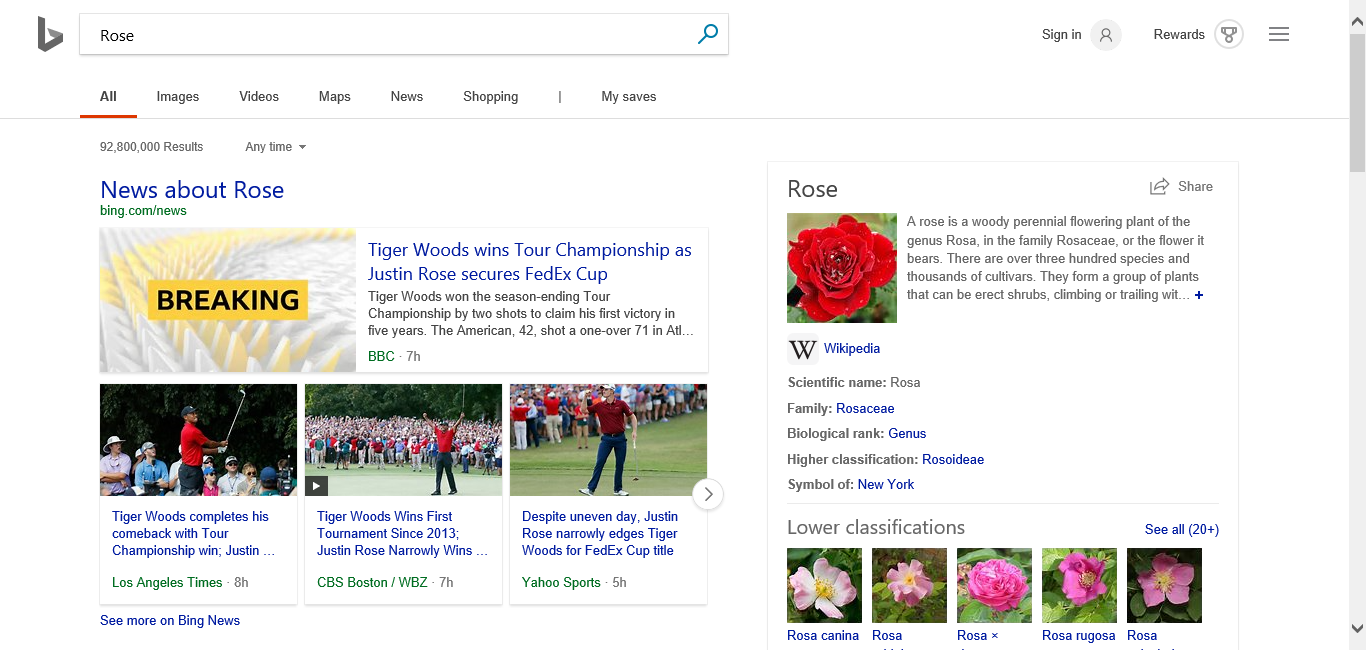 Rose
Sign in
Rewards
All
Images
Videos
Maps
News
Shopping
|
My saves
92,800,000 Results
Any time
News about Rose
bing.com/news
BREAKING
Tiger Woods wins Tour Championship as
Justin Rose secures FedEx Cup
Tiger Woods won the season-ending Tour
Championship by two shots to claim his first victory in
five years. The American, 42, shot a one-over 71 in Atl...
BBC · 7h
Tiger Woods completes his
comeback with Tour
Championship win; Justin ...
Los Angeles Times · 8h
Tiger Woods Wins First
Tournament Since 2013;
Justin Rose Narrowly Wins ...
CBS Boston / WBZ · 7h
Despite uneven day, Justin
Rose narrowly edges Tiger
Woods for FedEx Cup title
Yahoo Sports · 5h
See more on Bing News
Rose
Share
A rose is a woody perennial flowering plant of the
genus Rosa, in the family Rosaceae, or the flower it
bears. There are over three hundred species and
thousands of cultivars. They form a group of plants
that can be erect shrubs, climbing or trailing wit... +
W Wikipedia
Scientific name: Rosa
Family: Rosaceae
Biological rank: Genus
Higher classification: Rosoideae
Symbol of: New York
Lower classifications
See all (20+)
Rosa canina
Rosa
Rosa ×
Rosa rugosa
Rosa